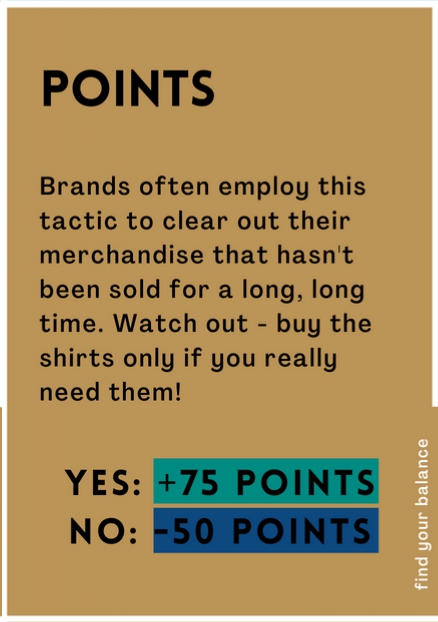 POINTS
Brands often employ this
tactic to clear out their
merchandise that hasn't
been sold for a long, long
time. Watch out - buy the
shirts only if you really
need them!
YES: +75 POINTS
NO: -50 POINTS
find your balance